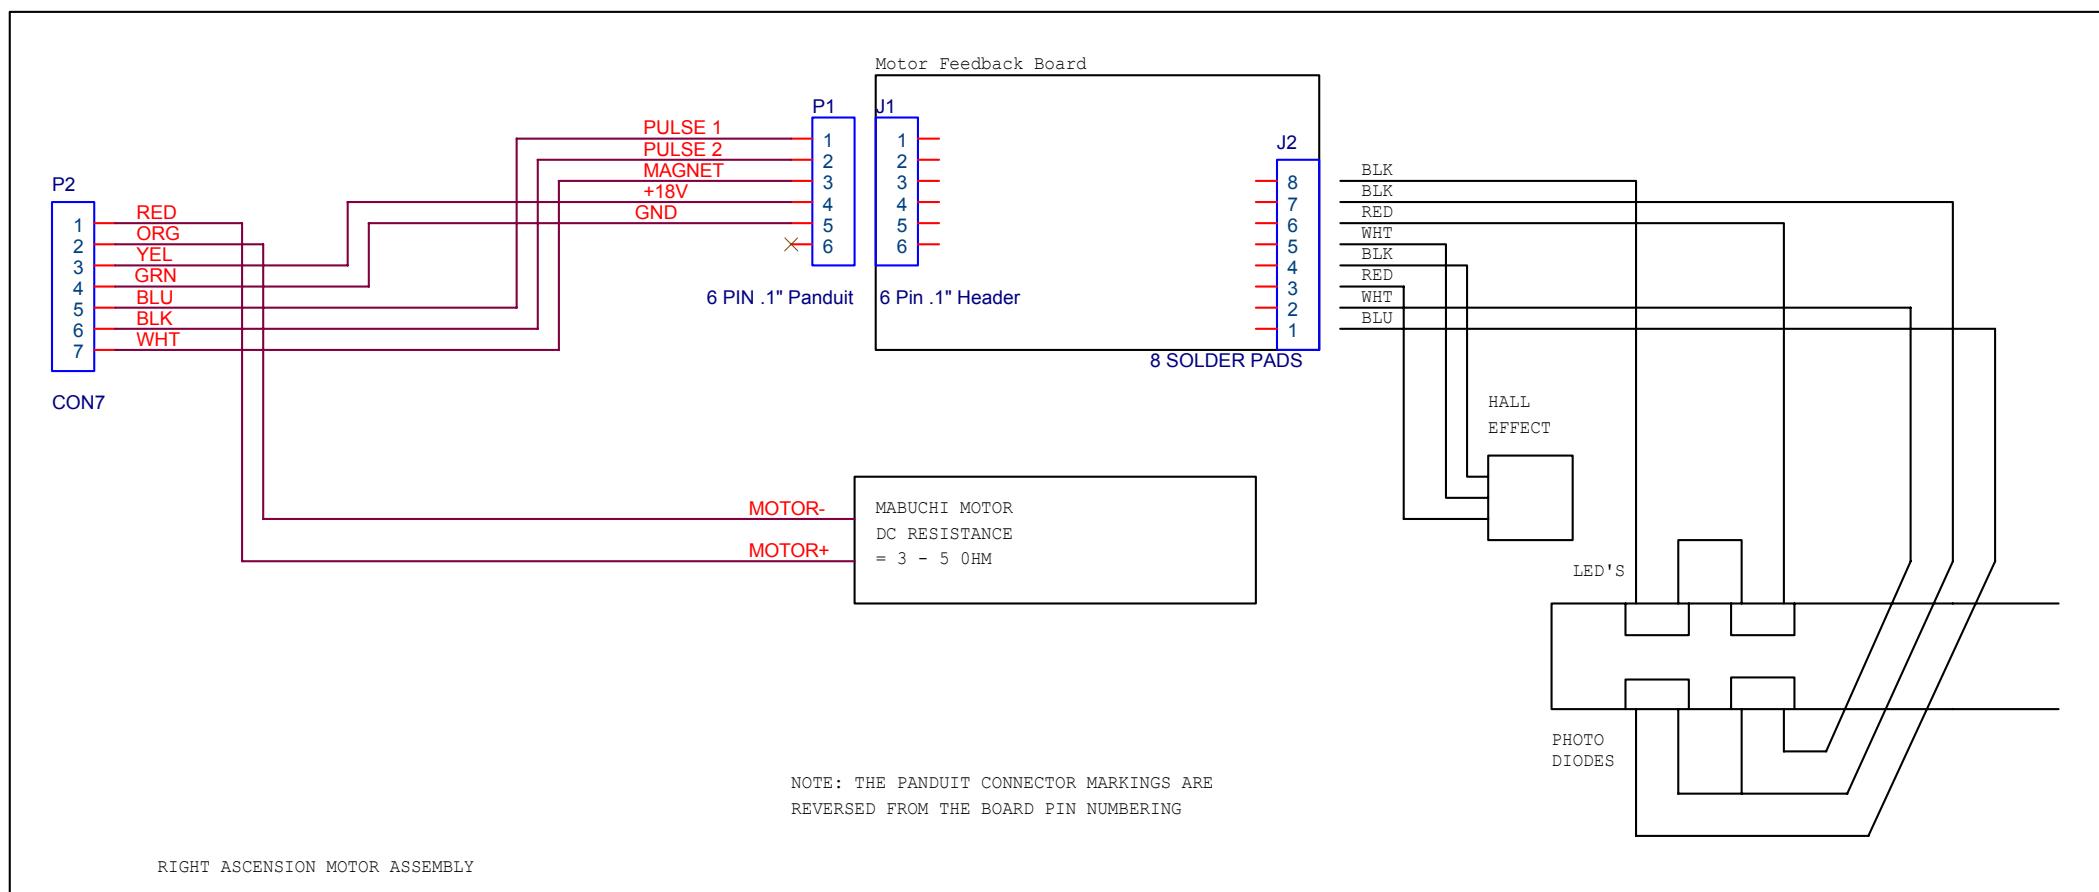 Motor Feedback Board
P1
J1
PULSE 1
PULSE 2
MAGNET
+18V
GND
1
2
3
4
5
6
1
2
3
4
5
6
6 PIN .1" Panduit
6 Pin .1" Header
P2
1
2
3
4
5
6
7
RED
ORG
YEL
GRN
BLU
BLK
WHT
CON7
J2
8
7
6
5
4
3
2
1
8 SOLDER PADS
BLK
BLK
RED
WHT
BLK
RED
WHT
BLU
HALL
EFFECT
MOTOR-
MOTOR+
MABUCHI MOTOR
DC RESISTANCE
= 3 - 5 0HM
LED'S
PHOTO
DIODES
NOTE: THE PANDUIT CONNECTOR MARKINGS ARE
REVERSED FROM THE BOARD PIN NUMBERING
RIGHT ASCENSION MOTOR ASSEMBLY